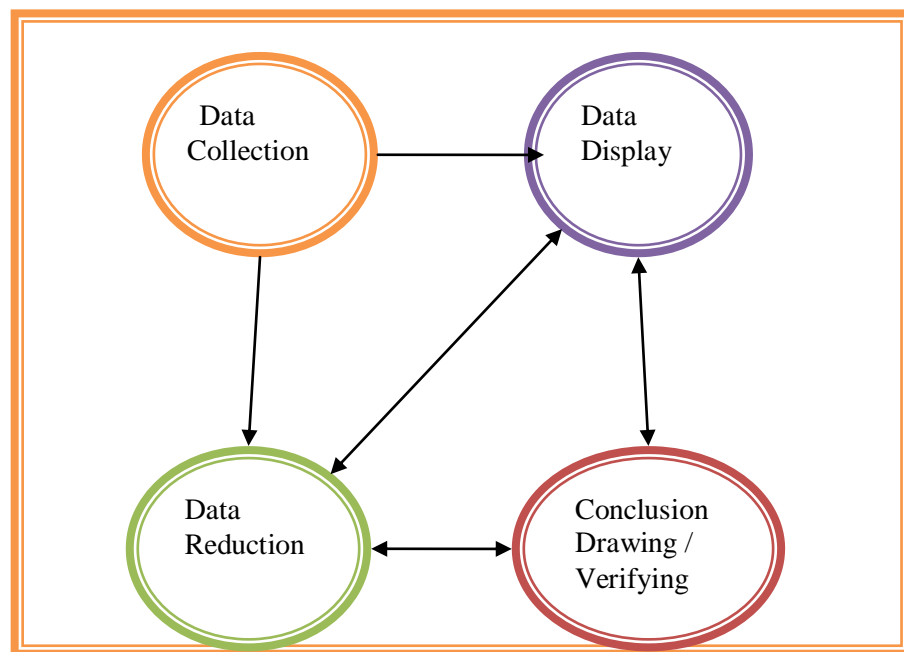 Data
Collection
Data
Display
Data
Reduction
Conclusion
Drawing /
Verifying